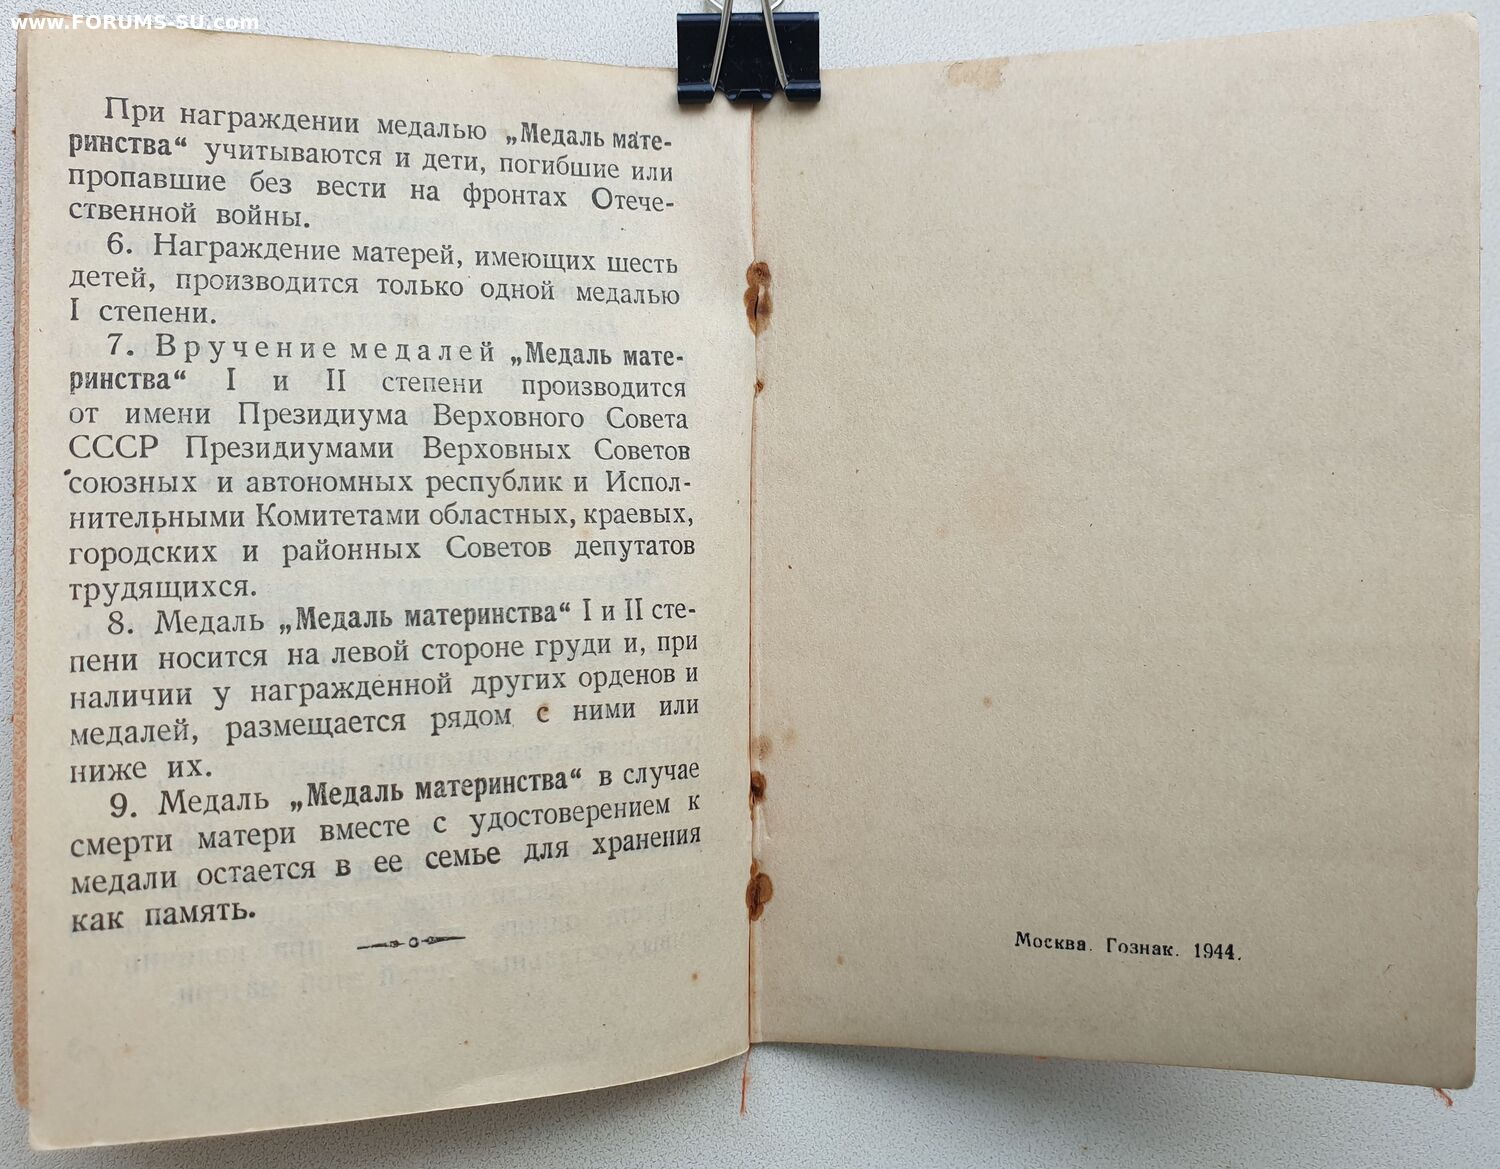 www.FORUMS-SU.com
При награждении медалью „Медаль мате-
ринства“ учитываются и дети, погибшие или
пропавшие без вести на фронтах Отече-
ственной войны.
6. Награждение матерей, имеющих шесть
детей, производится только одной медалью
I степени.
7. Вручение медалей „Медаль мате-
ринства“ I и II степени производится
от имени Президиума Верховного Совета
СССР Президиумами Верховных Советов
союзных и автономных республик и Испол-
нительными Комитетами областных, краевых,
городских и районных Советов депутатов
трудящихся.
8. Медаль „Медаль материнства“ I и II сте-
пени носится на левой стороне груди и, при
наличии у награжденной других орденов и
медалей, размещается рядом с ними или
ниже их.
9. Медаль „Медаль материнства“ в случае
смерти матери вместе с удостоверением к
медали остается в ее семье для хранения
как память.
Москва. Гознак. 1944.